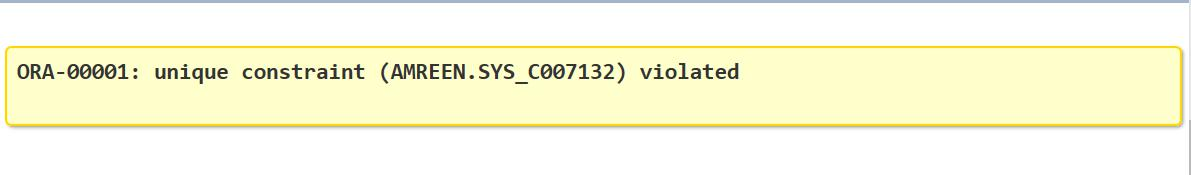 ORA-00001: unique constraint (AMREEN.SYS_C007132) violated